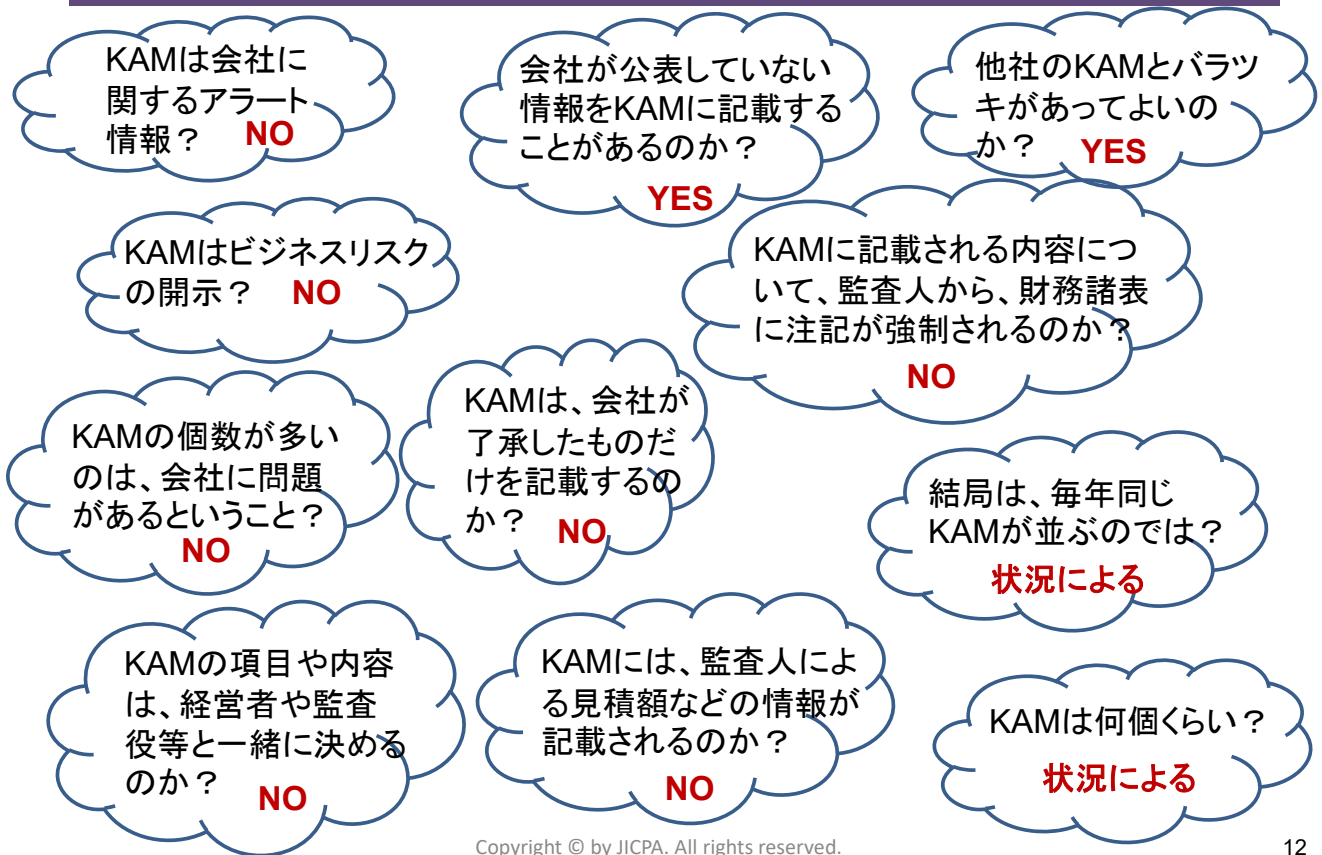 KAMは会社に
関するアラート
情報？ NO
会社が公表していない
情報をKAMに記載する
ことがあるのか？
YES
他社のKAMとバラツ
キがあってよいの
か？ YES
KAMはビジネスリスク
の開示？ NO
KAMに記載される内容につ
いて、監査人から、財務諸表
に注記が強制されるのか？
NO
KAMの個数が多い
のは、会社に問題
があるということ？
NO
KAMは、会社が
了承したものだ
けを記載するの
か？ NO
結局は、毎年同じ
KAMが並ぶのでは？
状況による
KAMの項目や内容
は、経営者や監査
役等と一緒に決める
のか？ NO
KAMには、監査人によ
る見積額などの情報が
記載されるのか？
NO
KAMは何個くらい？
状況による
Copyright © by JICPA. All rights reserved.
12